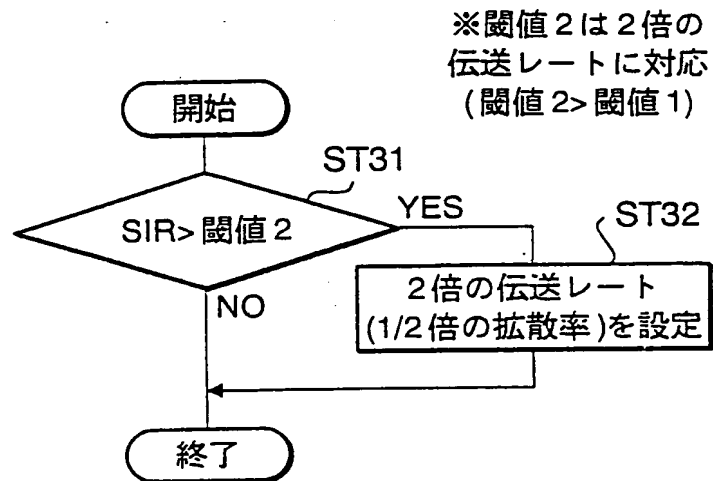 ※閾値2は2倍の
伝送レートに対応
(閾値2>閾値1)
開始
ST31
SIR>閾値2
YES
ST32
2倍の伝送レート
(1/2倍の拡散率)を設定
NO
終了